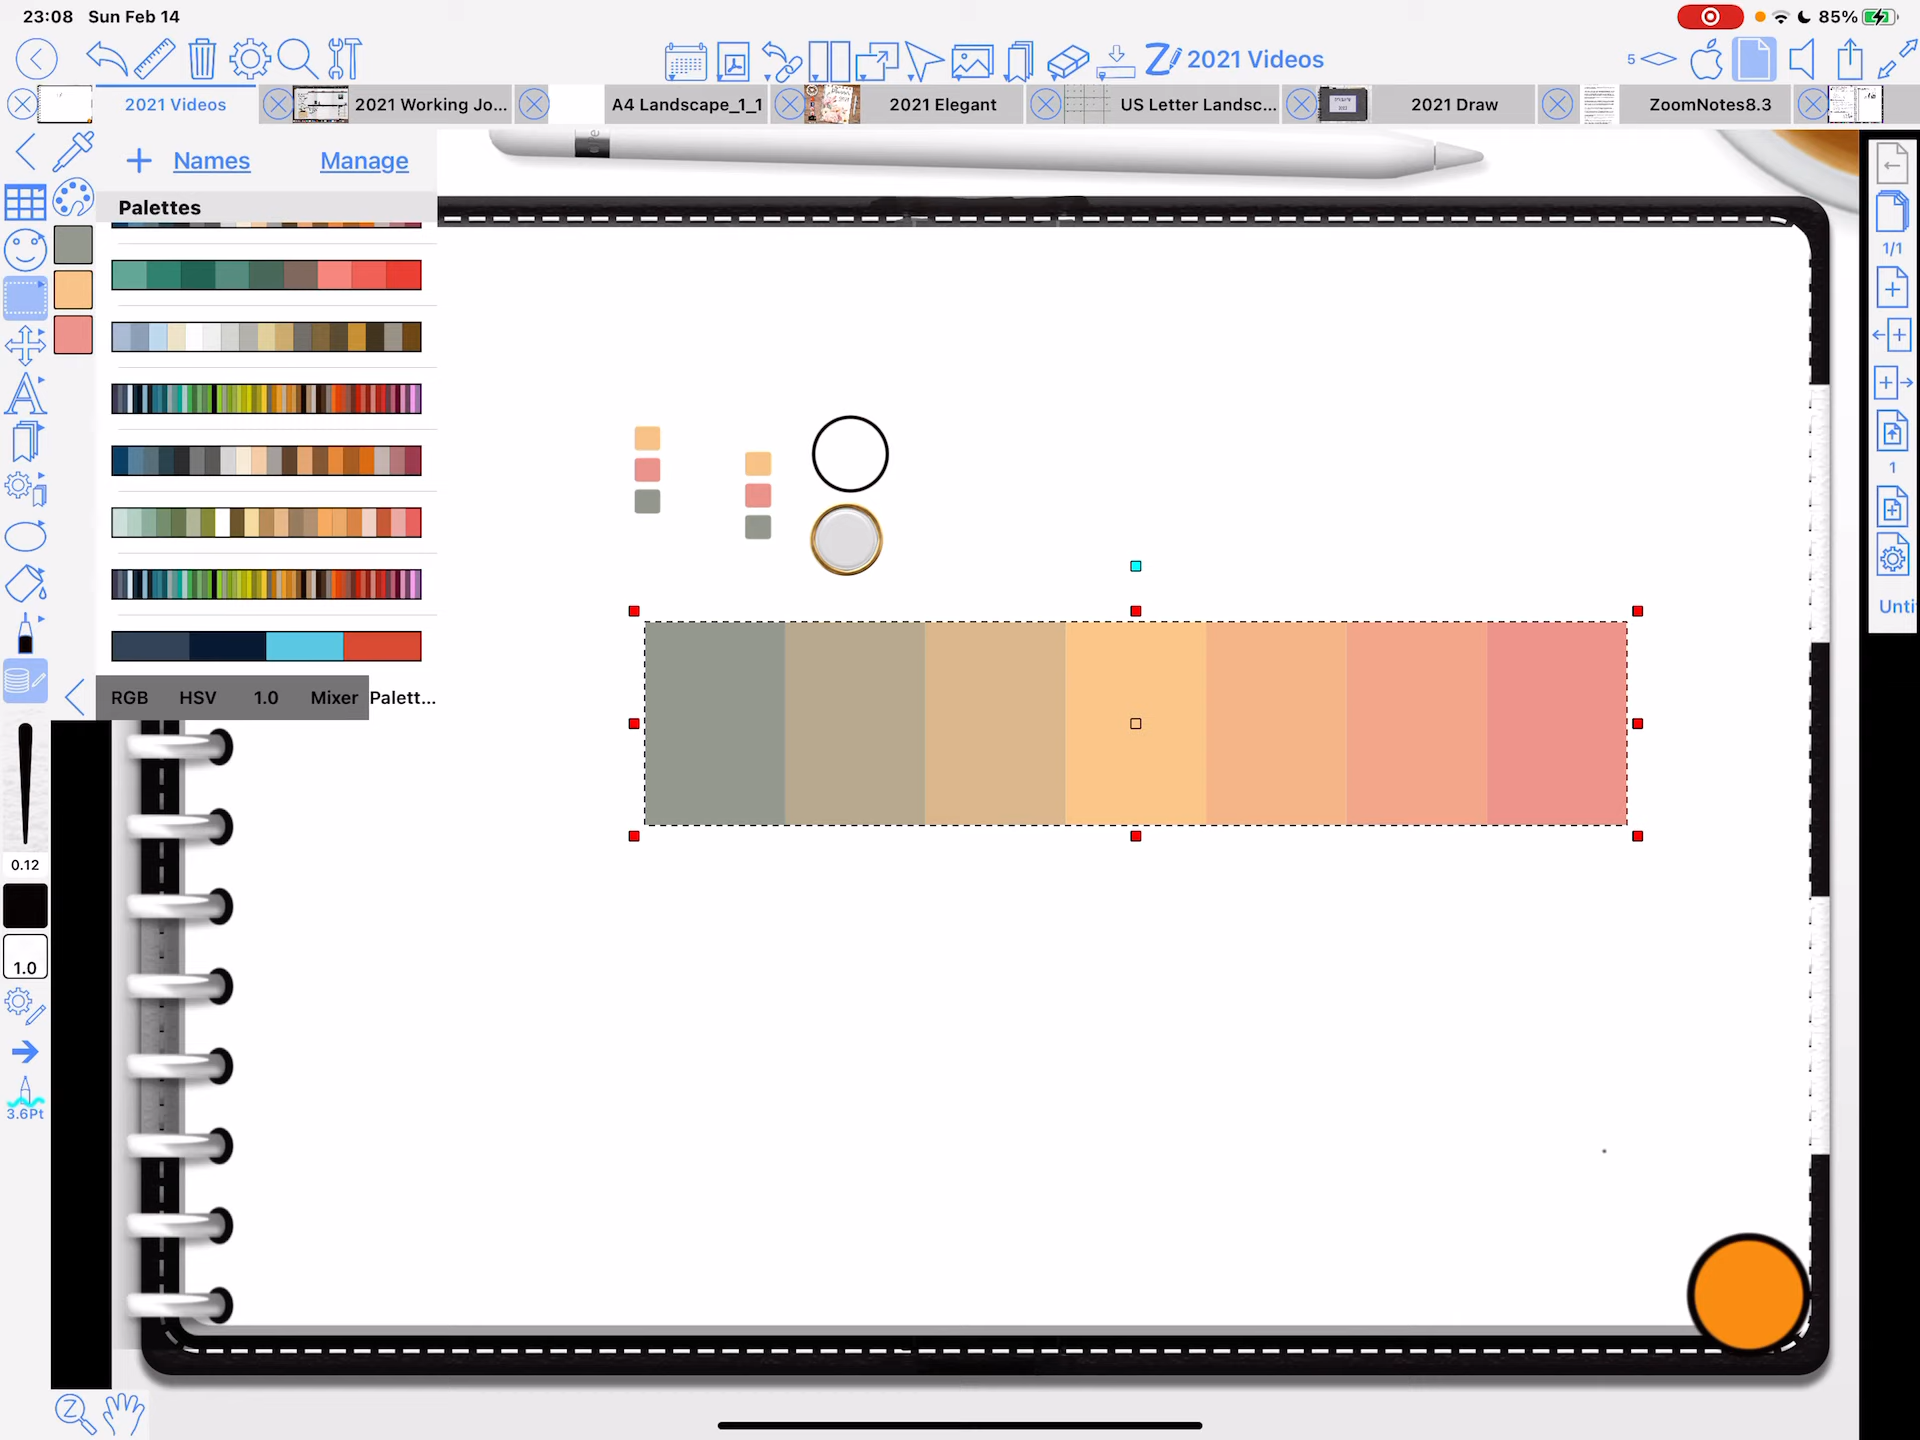 23:08 Sun Feb 14
85%
5
2021 Videos
2021 Videos
2021 Working Jo...
A4 Landscape_1_1
2021 Elegant
US Letter Landsc...
2021 Draw
ZoomNotes8.3
+ Names Manage
Palettes
1/1
1
Unti
RGB HSV 1.0 Mixer Palett...
0.12
1.0
3.6Pt